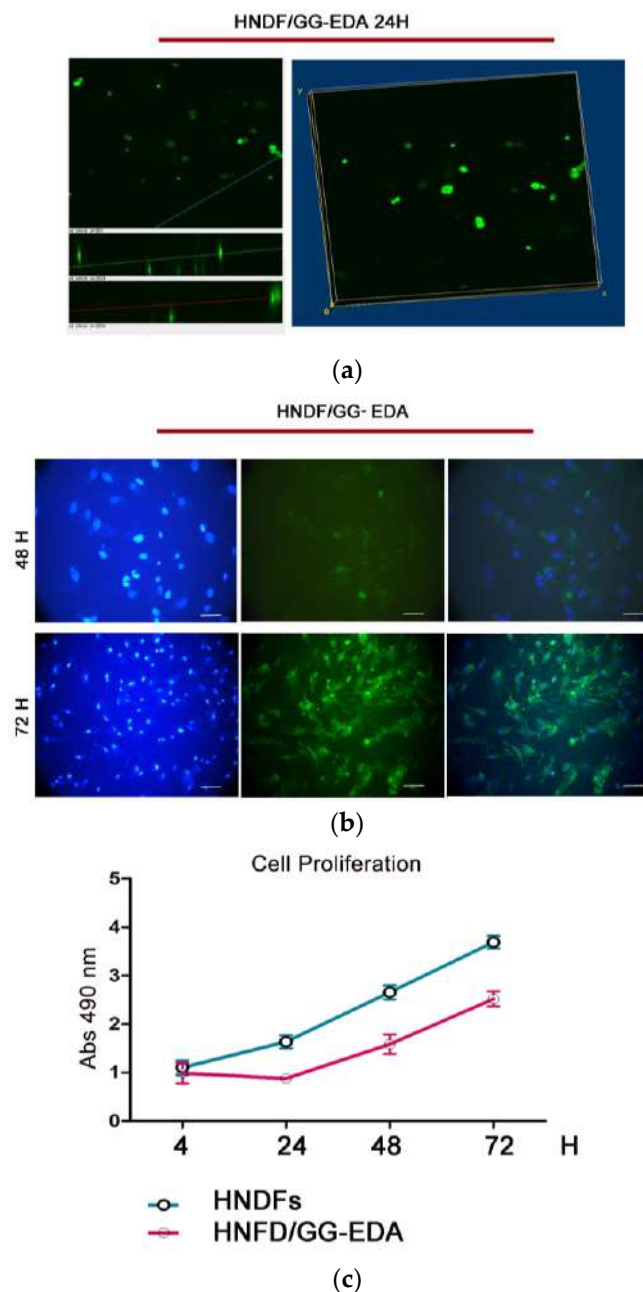 HNDF/GG-EDA 24H
y
0
x
(a)
HNDF/GG- EDA
48 H
72 H
(b)
Cell Proliferation
Abs 490 nm
5
4
3
2
1
0
4 24 48 72 H
HNDFs
HNFD/GG-EDA
(c)